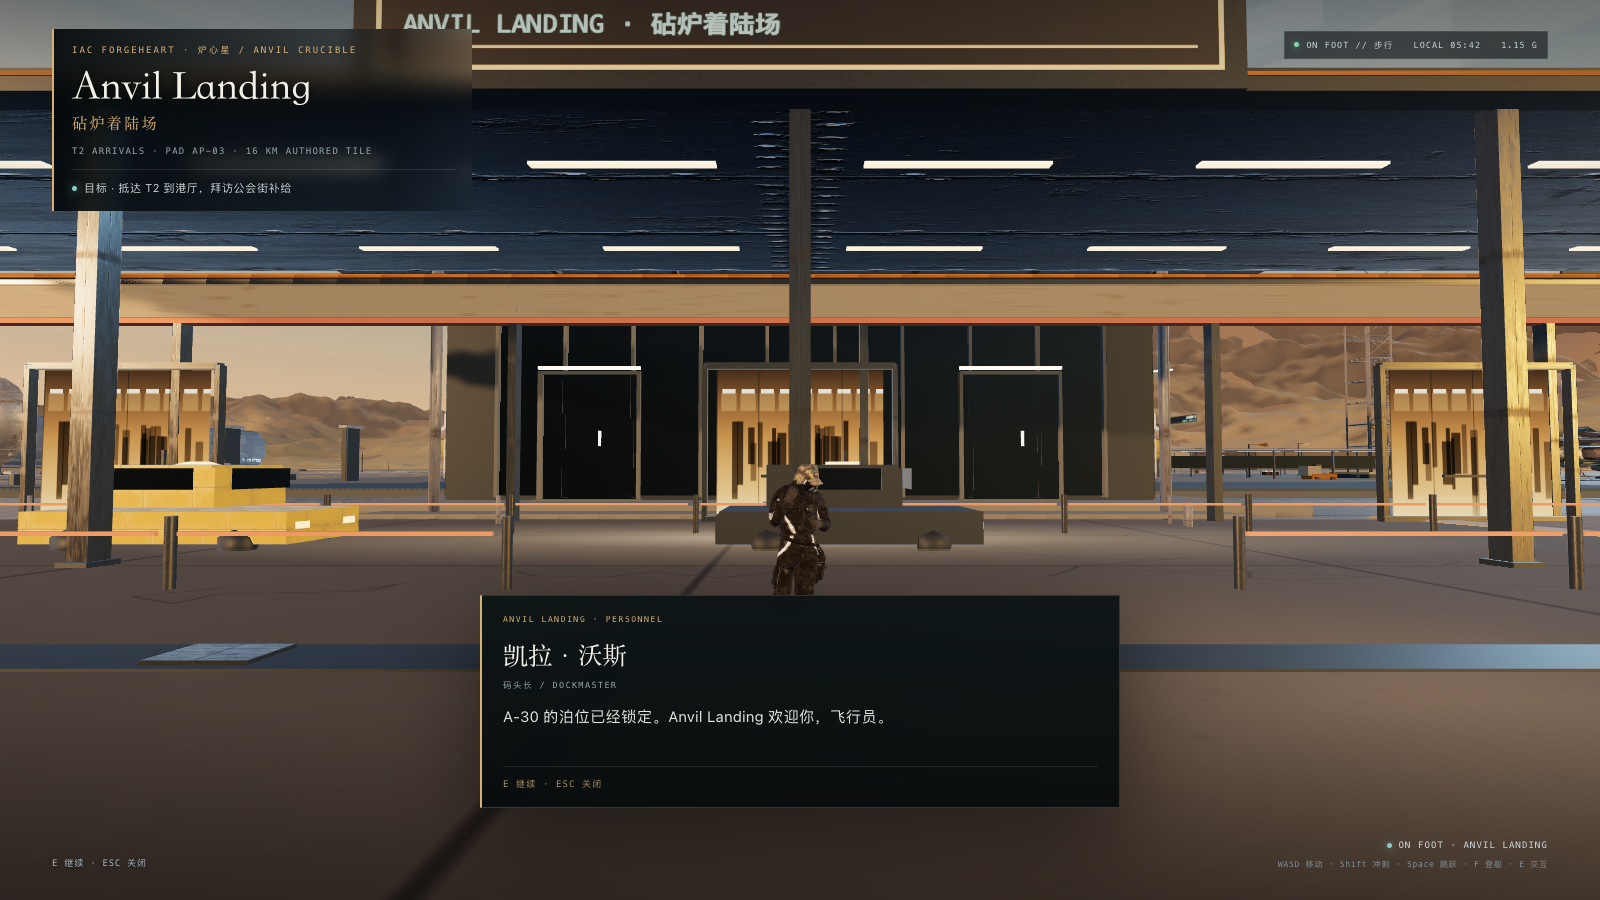 ANVIL LANDING · 砧炉着陆场
IAC FORGEHEART · 炉心星 / ANVIL CRUCIBLE
Anvil Landing
砧炉着陆场
T2 ARRIVALS · PAD AP-03 · 16 KM AUTHORED TILE
目标 · 抵达 T2 到港厅，拜访公会街补给
ON FOOT // 步行 · LOCAL 05:42 · 1.15 G
ANVIL LANDING · PERSONNEL
凯拉 · 沃斯
码头长 / DOCKMASTER
A-30 的泊位已经锁定。Anvil Landing 欢迎你，飞行员。
E 继续 · ESC 关闭
E 继续 · ESC 关闭
ON FOOT · ANVIL LANDING
WASD 移动 · Shift 冲刺 · Space 跳跃 · F 登船 · E 交互